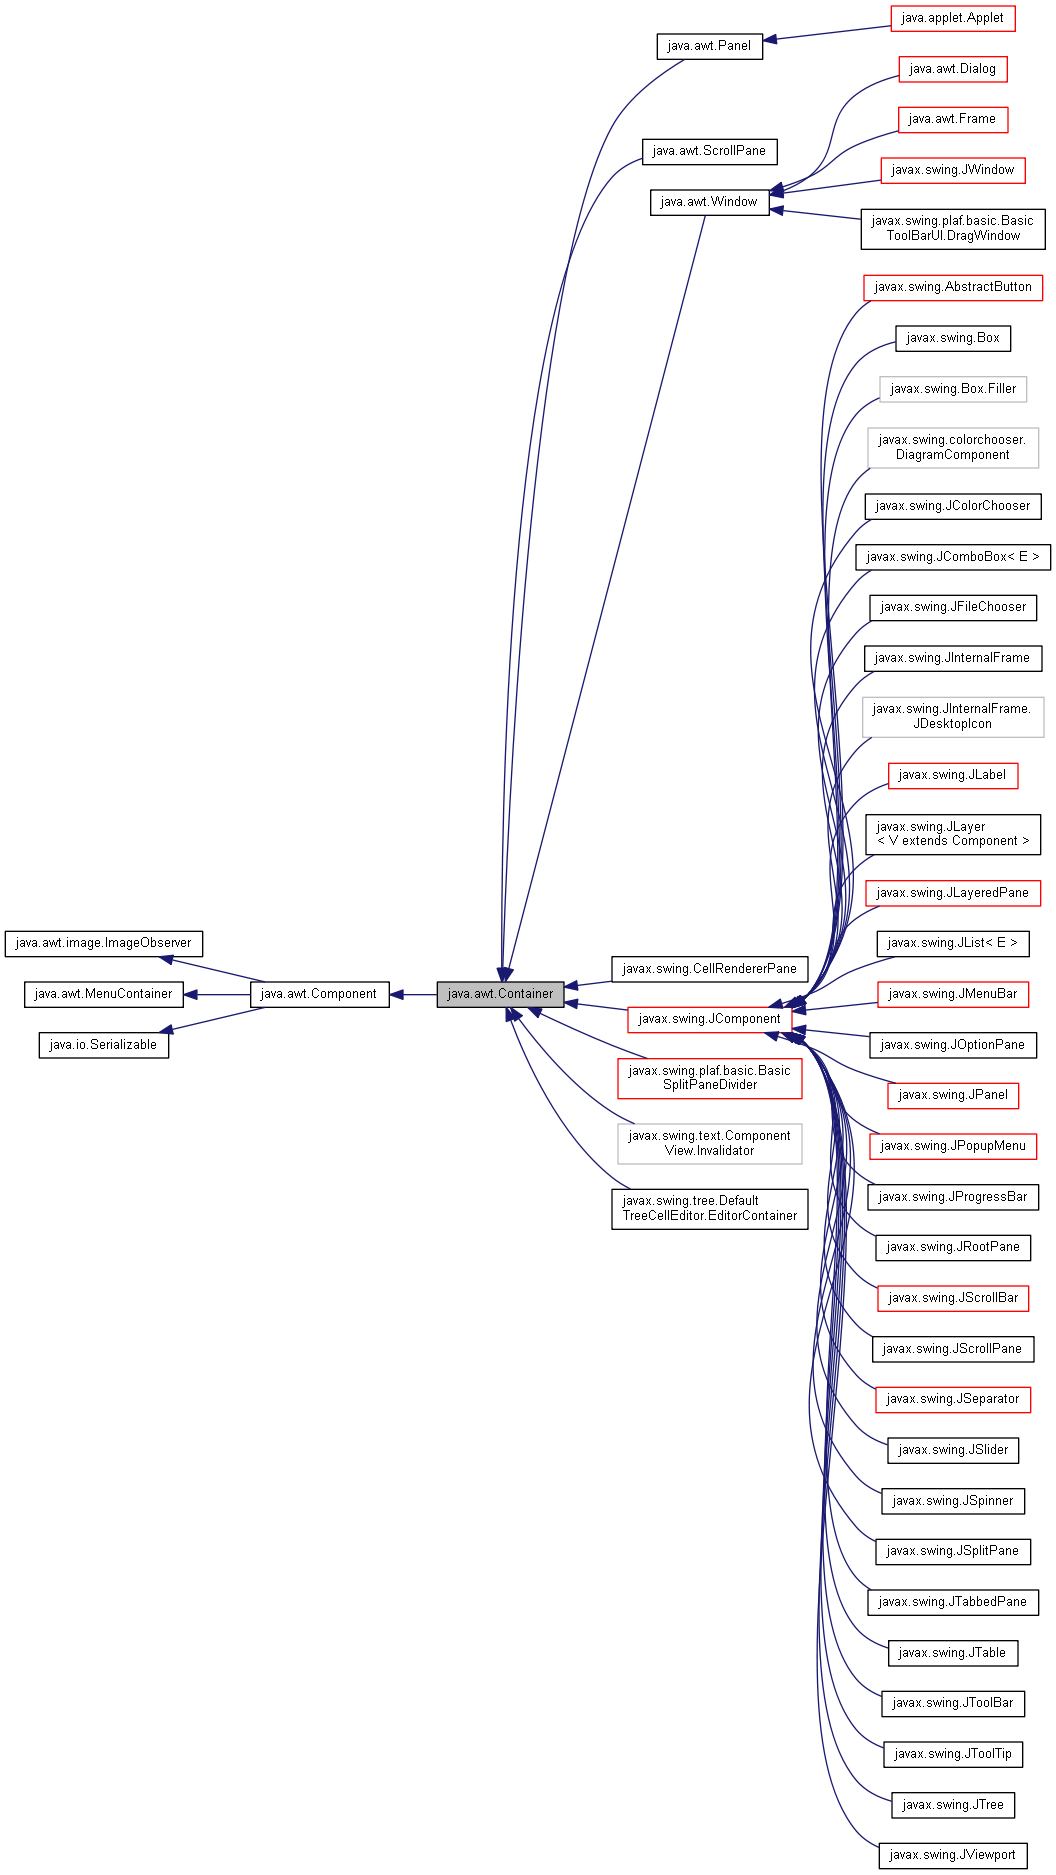 java.applet.Applet
java.awt.Panel
java.awt.Dialog
java.awt.Frame
java.awt.ScrollPane
javax.swing.JWindow
java.awt.Window
javax.swing.plaf.basic.Basic
ToolBarUI.DragWindow
javax.swing.AbstractButton
javax.swing.Box
javax.swing.Box.Filler
javax.swing.colorchooser.
DiagramComponent
javax.swing.JColorChooser
javax.swing.JComboBox< E >
javax.swing.JFileChooser
javax.swing.JInternalFrame
javax.swing.JInternalFrame.
JDesktopIcon
javax.swing.JLabel
javax.swing.JLayer
< V extends Component >
javax.swing.JLayeredPane
java.awt.image.ImageObserver
javax.swing.JList< E >
javax.swing.CellRendererPane
java.awt.MenuContainer
java.awt.Component
java.awt.Container
javax.swing.JMenuBar
javax.swing.JComponent
java.io.Serializable
javax.swing.JOptionPane
javax.swing.plaf.basic.Basic
SplitPaneDivider
javax.swing.JPanel
javax.swing.text.Component
View.Invalidator
javax.swing.JPopupMenu
javax.swing.tree.Default
TreeCellEditor.EditorContainer
javax.swing.JProgressBar
javax.swing.JRootPane
javax.swing.JScrollBar
javax.swing.JScrollPane
javax.swing.JSeparator
javax.swing.JSlider
javax.swing.JSpinner
javax.swing.JSplitPane
javax.swing.JTabbedPane
javax.swing.JTable
javax.swing.JToolBar
javax.swing.JToolTip
javax.swing.JTree
javax.swing.JViewport